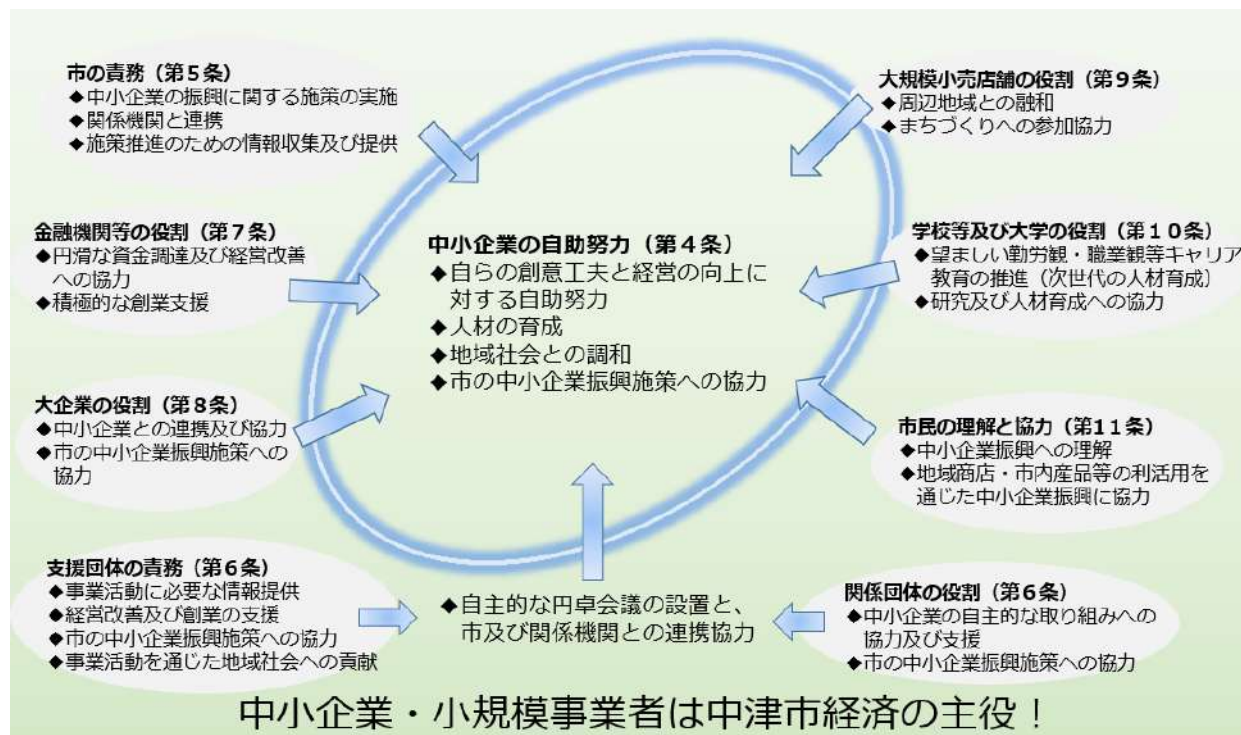 市の責務（第５条）
◆中小企業の振興に関する施策の実施
◆関係機関と連携
◆施策推進のための情報収集及び提供
大規模小売店舗の役割（第９条）
◆周辺地域との融和
◆まちづくりへの参加協力
金融機関等の役割（第７条）
◆円滑な資金調達及び経営改善
への協力
◆積極的な創業支援
中小企業の自助努力（第４条）
◆自らの創意工夫と経営の向上に
対する自助努力
◆人材の育成
◆地域社会との調和
◆市の中小企業振興施策への協力
学校等及び大学の役割（第１０条）
◆望ましい勤労観・職業観等キャリア
教育の推進（次世代の人材育成）
◆研究及び人材育成への協力
大企業の役割（第８条）
◆中小企業との連携及び協力
◆市の中小企業振興施策への
協力
市民の理解と協力（第１１条）
◆中小企業振興への理解
◆地域商店・市内産品等の利活用を
通じた中小企業振興に協力
支援団体の責務（第６条）
◆事業活動に必要な情報提供
◆経営改善及び創業の支援
◆市の中小企業振興施策への協力
◆事業活動を通じた地域社会への貢献
◆自主的な円卓会議の設置と、
市及び関係機関との連携協力
関係団体の役割（第６条）
◆中小企業の自主的な取り組みへの
協力及び支援
◆市の中小企業振興施策への協力
中小企業・小規模事業者は中津市経済の主役！